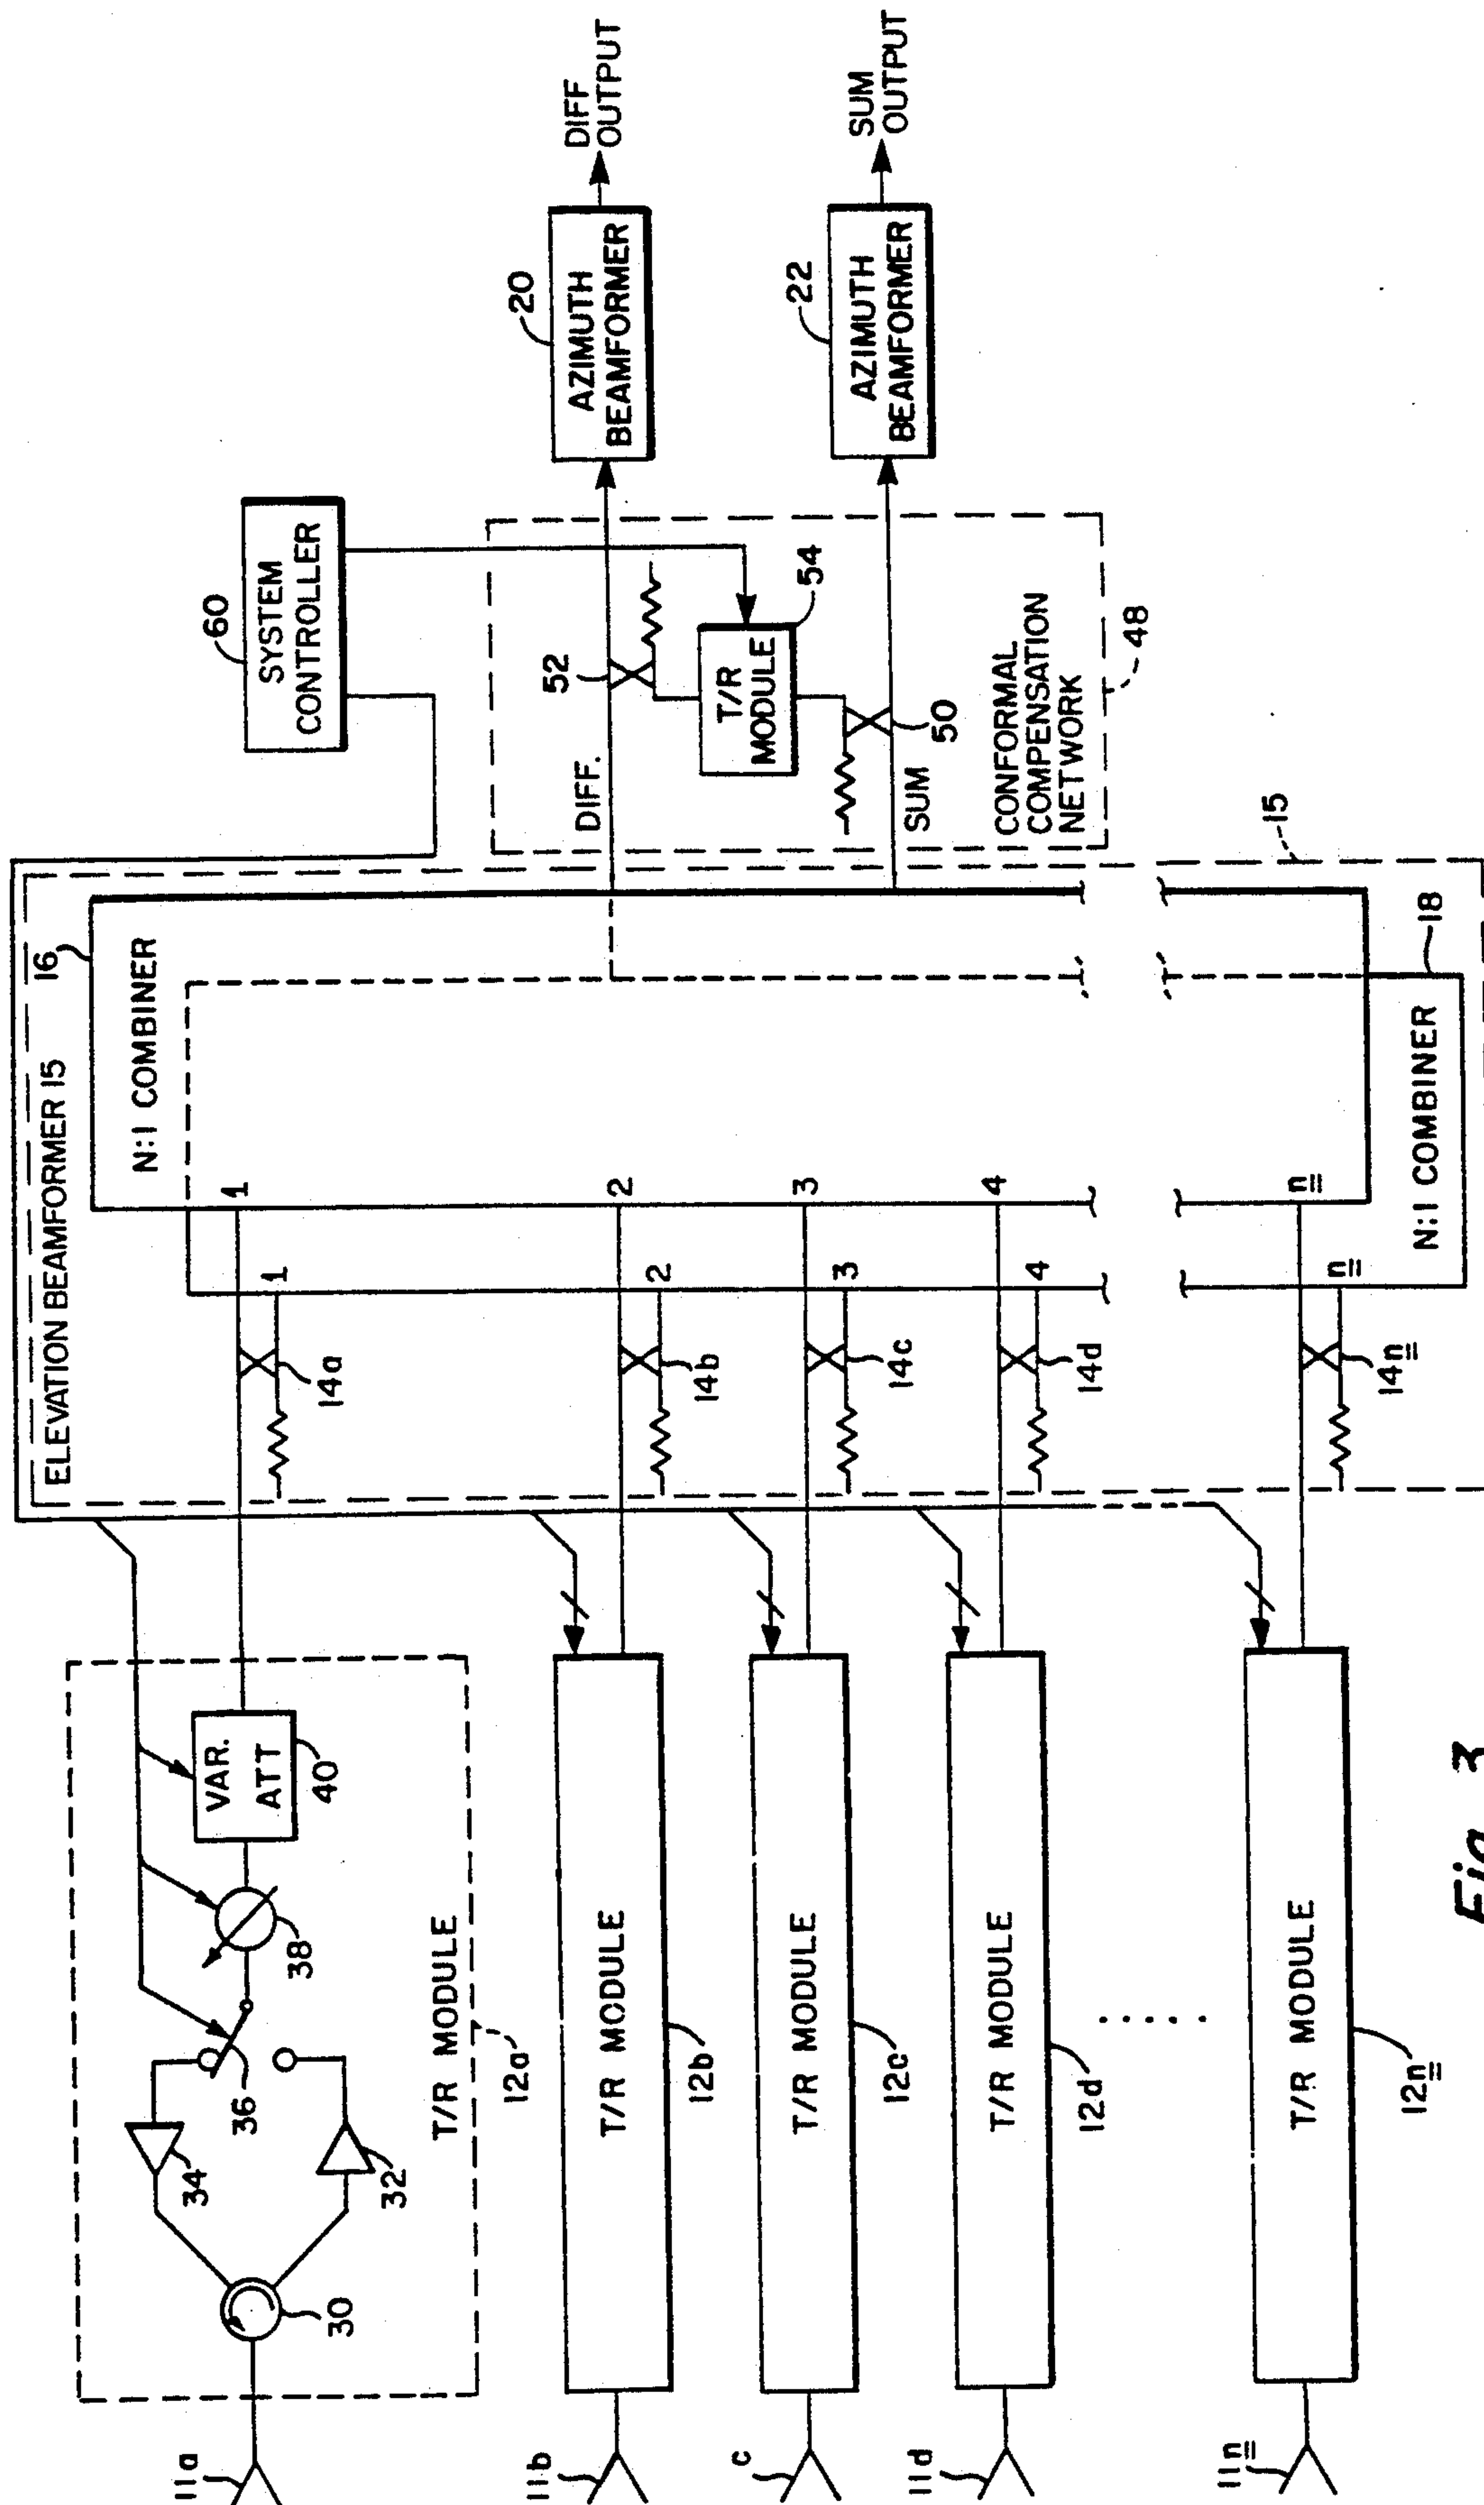 ELEVATION BEAMFORMER 15
16
N:1 COMBINER
60
SYSTEM
CONTROLLER
DIFF
OUTPUT
20
AZIMUTH
BEAMFORMER
SUM
OUTPUT
22
AZIMUTH
BEAMFORMER
52
DIFF.
T/R
MODULE
54
50
SUM
CONFORMAL
COMPENSATION
NETWORK
48
15
18
N:1 COMBINER
1
2
3
4
n
1
2
3
4
n
14a
14b
14c
14d
14n
VAR.
ATT
40
38
36
34
32
30
T/R MODULE
12a
11a
T/R MODULE
12b
11b
T/R MODULE
12c
c
T/R MODULE
12d
11d
T/R MODULE
12n
11n
Fig. 3